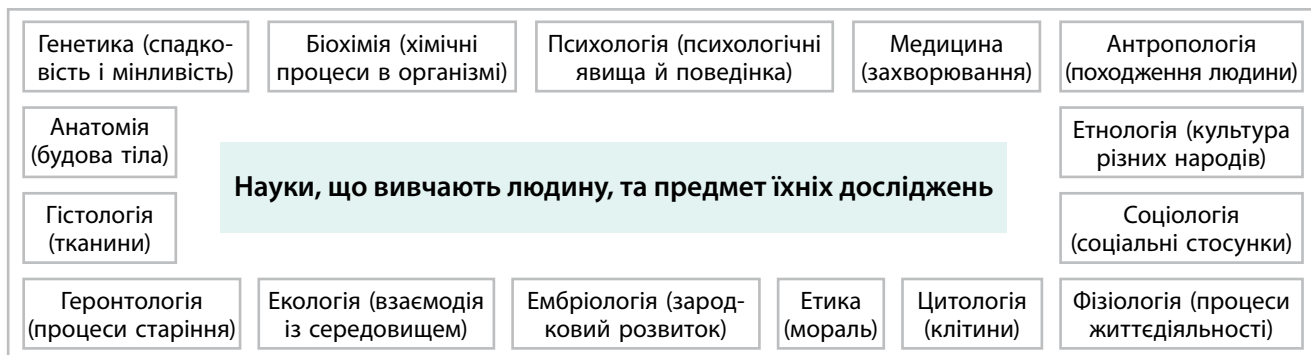 Генетика (спадко-
вість і мінливість)
Біохімія (хімічні
процеси в організмі)
Психологія (психологічні
явища й поведінка)
Медицина
(захворювання)
Антропологія
(походження людини)
Анатомія
(будова тіла)
Етнологія (культура
різних народів)
Науки, що вивчають людину, та предмет їхніх досліджень
Гістологія
(тканини)
Соціологія
(соціальні стосунки)
Геронтологія
(процеси старіння)
Екологія (взаємодія
із середовищем)
Ембріологія (зарод-
ковий розвиток)
Етика
(мораль)
Цитологія
(клітини)
Фізіологія (процеси
життєдіяльності)